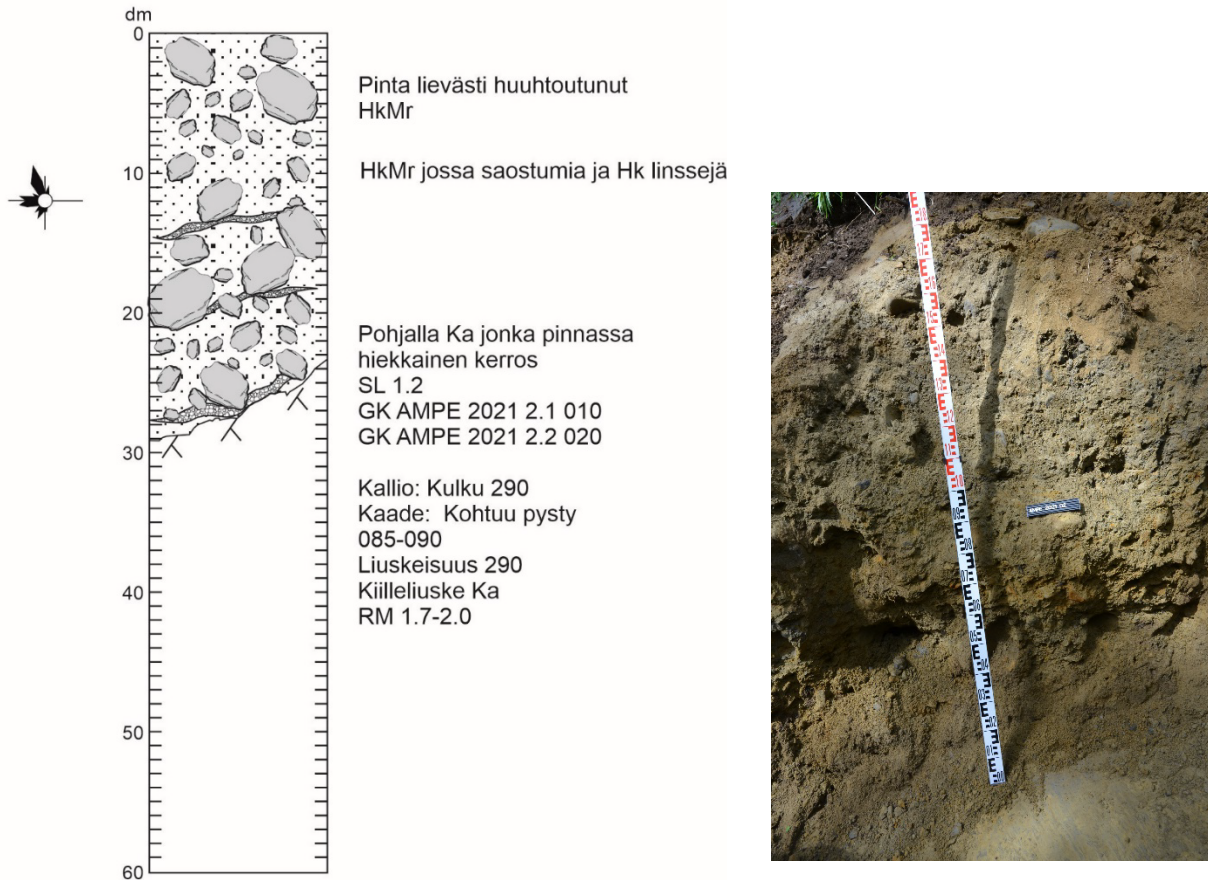 dm
0
10
20
30
40
50
60
Pinta lievästi huuhtoutunut
HkMr
HkMr jossa saostumia ja Hk linssejä
Pohjalla Ka jonka pinnassa
hiekkainen kerros
SL 1.2
GK AMPE 2021 2.1 010
GK AMPE 2021 2.2 020
Kallio: Kulku 290
Kaade:  Kohtuu pysty
085-090
Liuskeisuus 290
Kiilleliuske Ka
RM 1.7-2.0